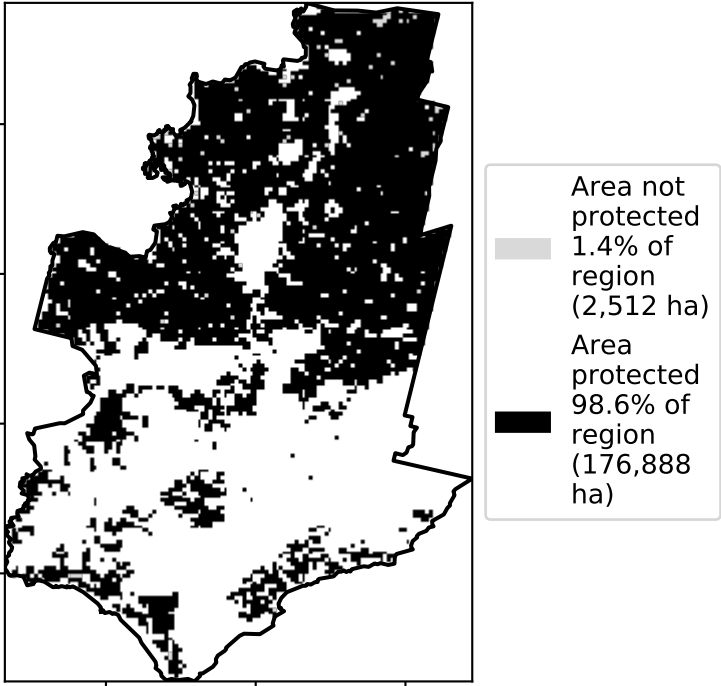 Area not
protected
1.4% of
region
(2,512 ha)
Area
protected
98.6% of
region
(176,888
ha)